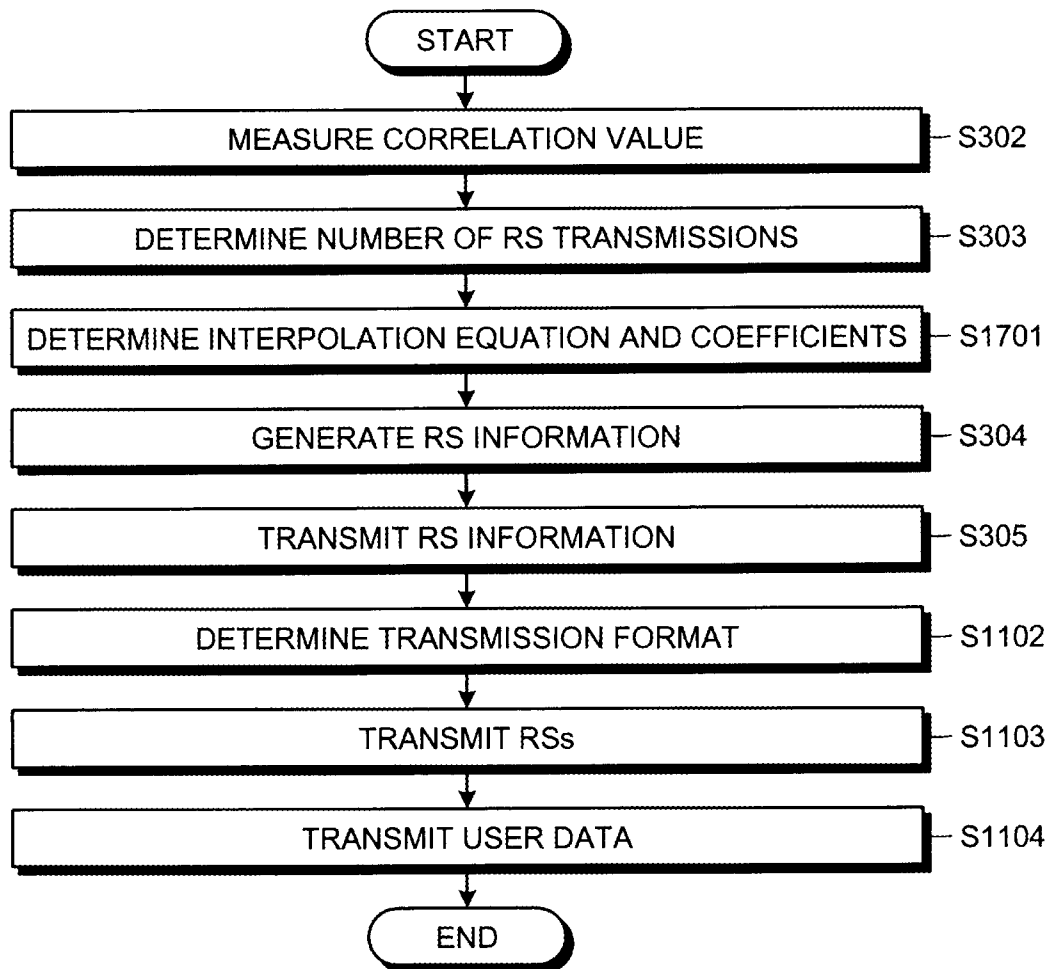 START
MEASURE CORRELATION VALUE
S302
DETERMINE NUMBER OF RS TRANSMISSIONS
S303
DETERMINE INTERPOLATION EQUATION AND COEFFICIENTS
S1701
GENERATE RS INFORMATION
S304
TRANSMIT RS INFORMATION
S305
DETERMINE TRANSMISSION FORMAT
S1102
TRANSMIT RSs
S1103
TRANSMIT USER DATA
S1104
END